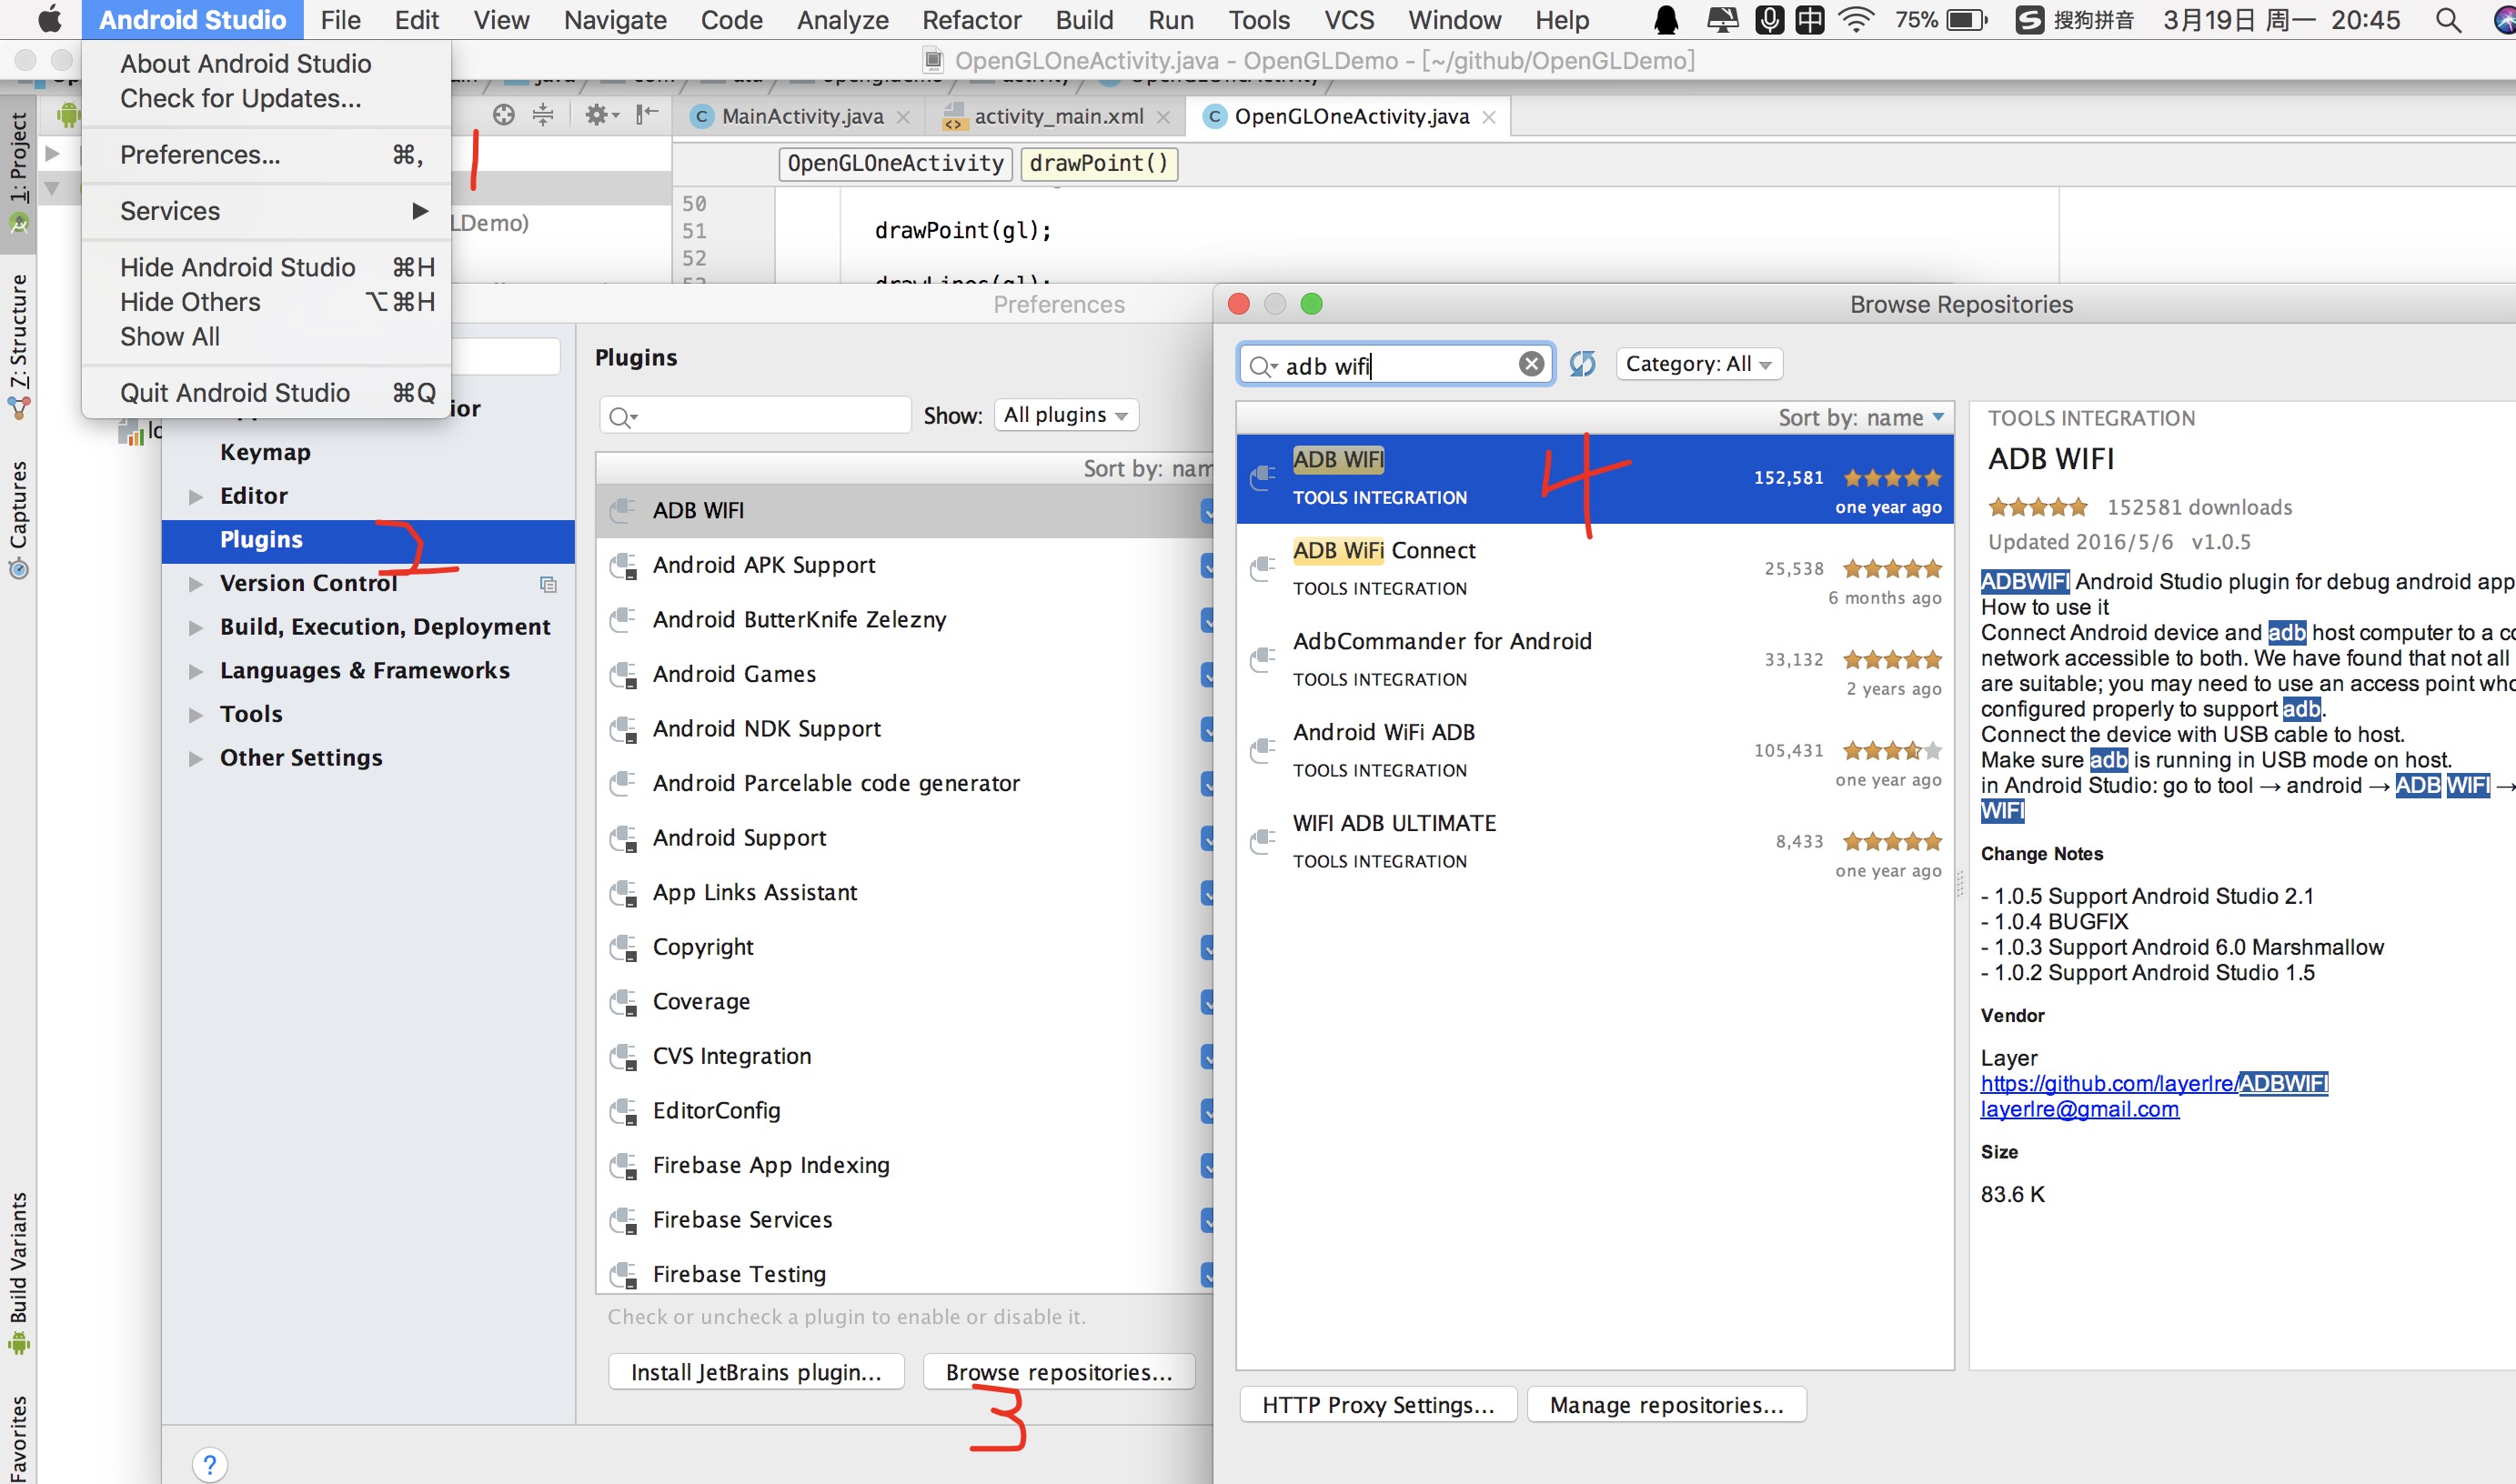 Android Studio File Edit View Navigate Code Analyze Refactor Build Run Tools VCS Window Help 中 75% S 搜狗拼音 3月19日 周一 20:45
OpenGLOneActivity.java - OpenGLDemo - [~/github/OpenGLDemo]
About Android Studio
Check for Updates...
Preferences... ⌘,
Services ▶
Hide Android Studio ⌘H
Hide Others ⌥⌘H
Show All
Quit Android Studio ⌘Q
1
1: Project
7: Structure
Captures
Build Variants
Favorites
C MainActivity.java
activity_main.xml
C OpenGLOneActivity.java
OpenGLOneActivity drawPoint()
LDemo)
50
51 drawPoint(gl);
52
drawLines(gl);
Preferences
ior
Keymap
Editor
Plugins 2
Version Control
Build, Execution, Deployment
Languages & Frameworks
Tools
Other Settings
?
Plugins
Show: All plugins
Sort by: nam
ADB WIFI
Android APK Support
Android ButterKnife Zelezny
Android Games
Android NDK Support
Android Parcelable code generator
Android Support
App Links Assistant
Copyright
Coverage
CVS Integration
EditorConfig
Firebase App Indexing
Firebase Services
Firebase Testing
Check or uncheck a plugin to enable or disable it.
Install JetBrains plugin... Browse repositories...
3
Browse Repositories
adb wifi Category: All
Sort by: name
ADB WIFI
TOOLS INTEGRATION
152,581
one year ago
4
ADB WiFi Connect
TOOLS INTEGRATION
25,538
6 months ago
AdbCommander for Android
TOOLS INTEGRATION
33,132
2 years ago
Android WiFi ADB
TOOLS INTEGRATION
105,431
one year ago
WIFI ADB ULTIMATE
TOOLS INTEGRATION
8,433
one year ago
HTTP Proxy Settings... Manage repositories...
TOOLS INTEGRATION
ADB WIFI
152581 downloads
Updated 2016/5/6 v1.0.5
ADBWIFI Android Studio plugin for debug android app
How to use it
Connect Android device and adb host computer to a co
network accessible to both. We have found that not all
are suitable; you may need to use an access point who
configured properly to support adb.
Connect the device with USB cable to host.
Make sure adb is running in USB mode on host.
in Android Studio: go to tool → android → ADB WIFI →
WIFI
Change Notes
- 1.0.5 Support Android Studio 2.1
- 1.0.4 BUGFIX
- 1.0.3 Support Android 6.0 Marshmallow
- 1.0.2 Support Android Studio 1.5
Vendor
Layer
https://github.com/layerlre/ADBWIFI
layerlre@gmail.com
Size
83.6 K